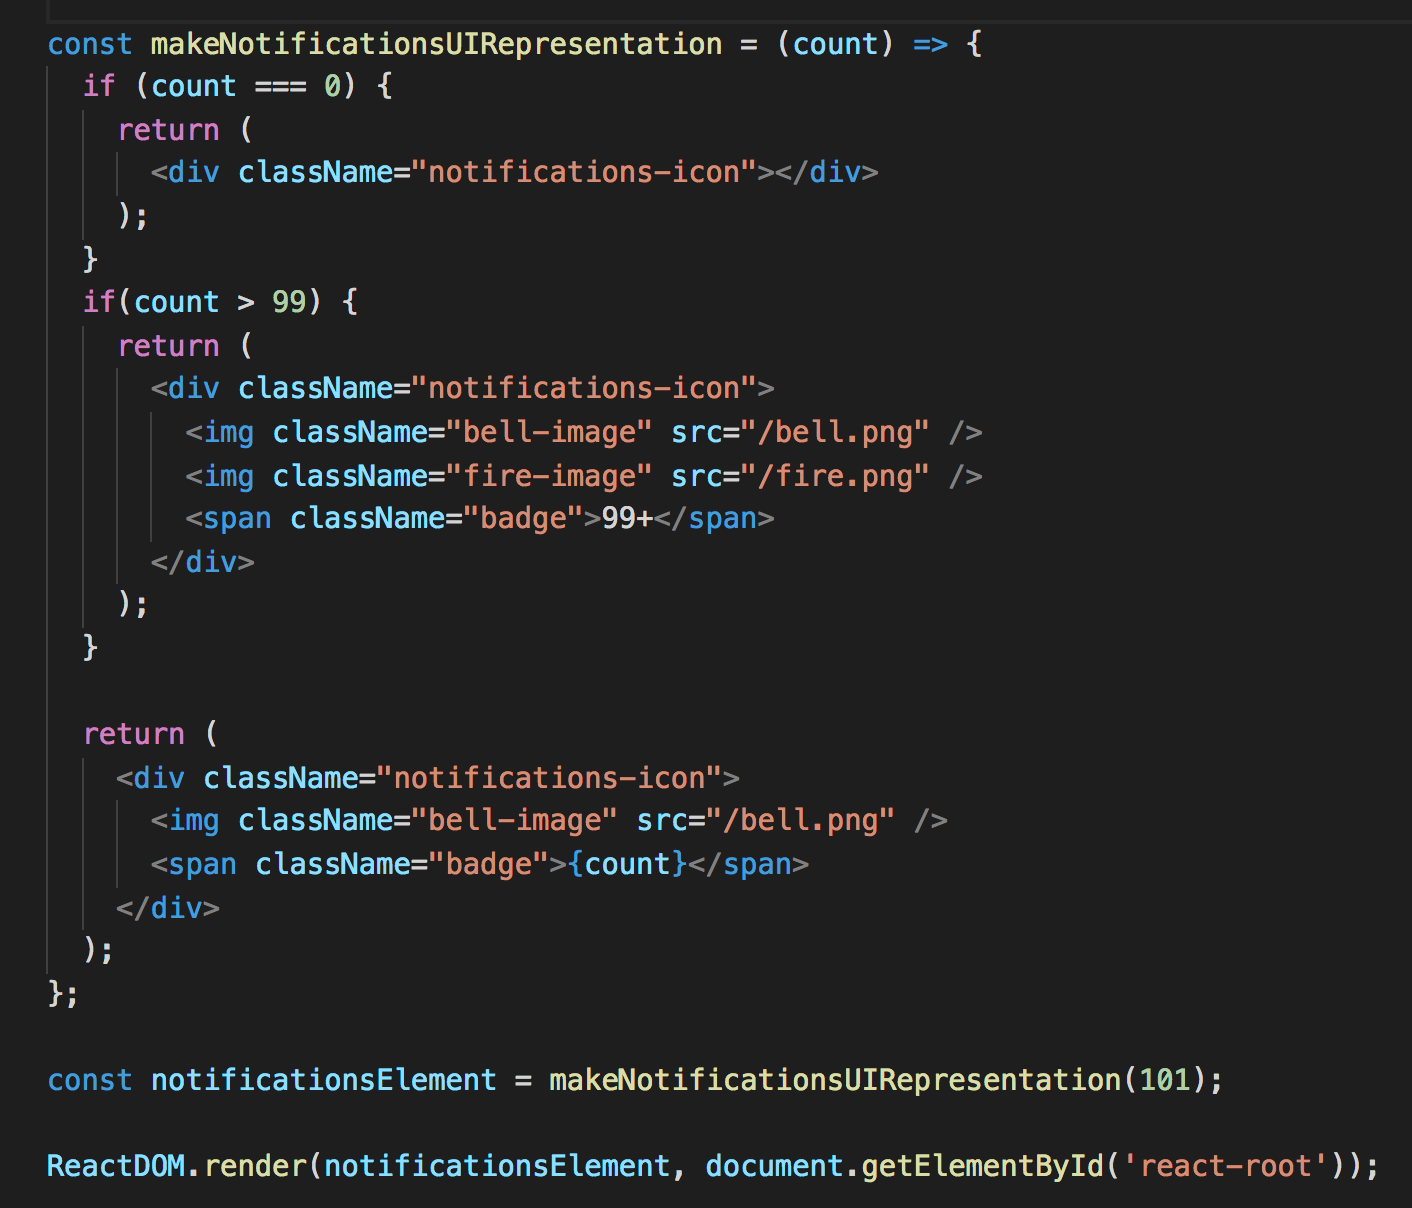 const makeNotificationsUIRepresentation = (count) => {
  if (count === 0) {
    return (
      <div className="notifications-icon"></div>
    );
  }
  if(count > 99) {
    return (
      <div className="notifications-icon">
        <img className="bell-image" src="/bell.png" />
        <img className="fire-image" src="/fire.png" />
        <span className="badge">99+</span>
      </div>
    );
  }

  return (
    <div className="notifications-icon">
      <img className="bell-image" src="/bell.png" />
      <span className="badge">{count}</span>
    </div>
  );
};

const notificationsElement = makeNotificationsUIRepresentation(101);

ReactDOM.render(notificationsElement, document.getElementById('react-root'));